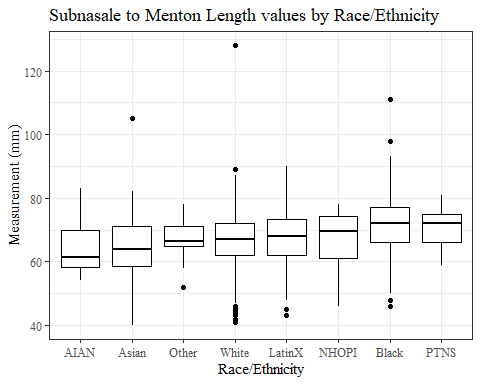 Subnasale to Menton Length values by Race/Ethnicity
Measurement (mm)
120
100
80
60
40
AIAN Asian Other White LatinX NHOPI Black PTNS
Race/Ethnicity